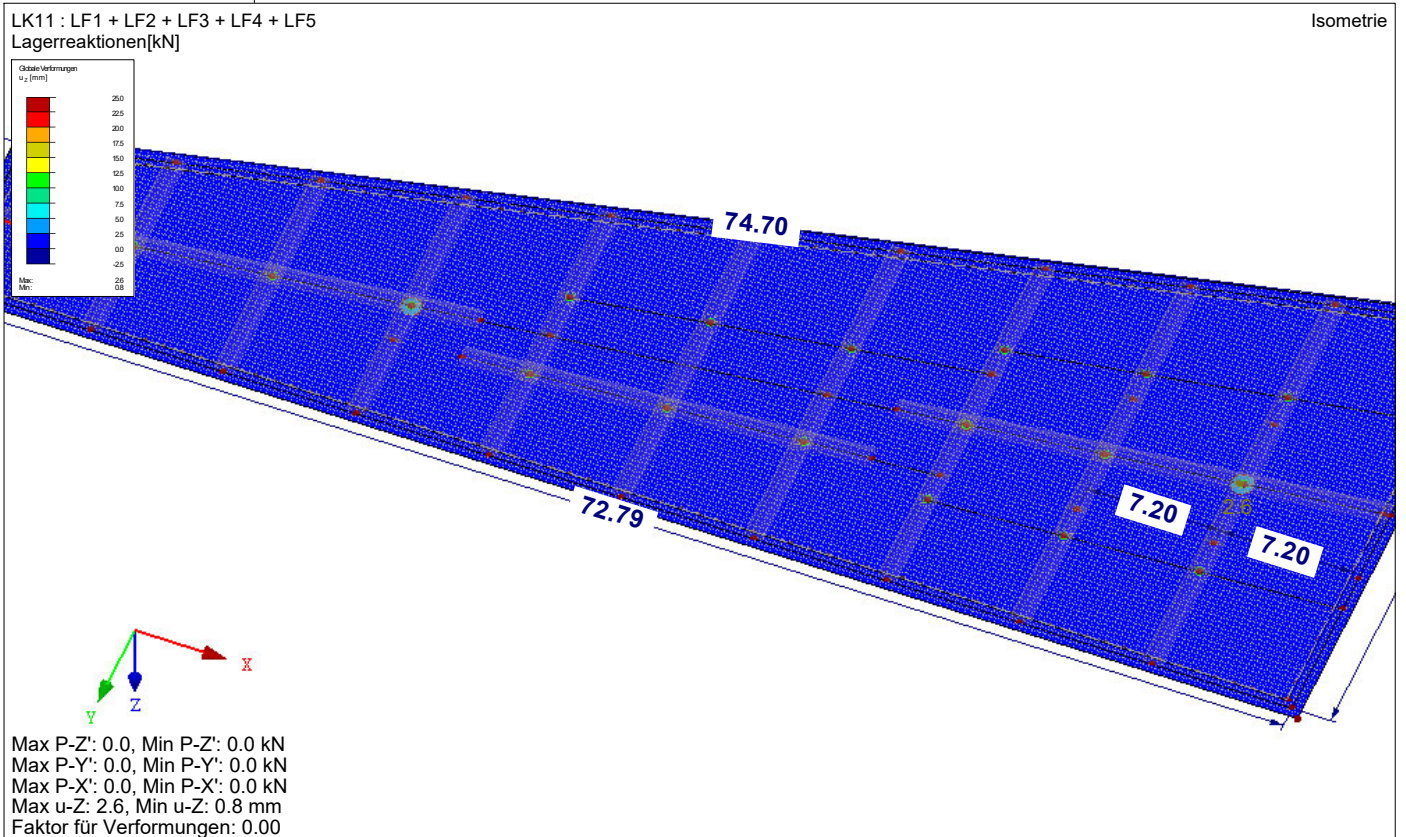 LK11 : LF1 + LF2 + LF3 + LF4 + LF5
Isometrie
Lagerreaktionen[kN]
Globale Verformungen
u z [mm]
25.0
22.5
20.0
17.5
15.0
12.5
10.0
7.5
5.0
2.5
0.0
-2.5
Max: 2.6
Min: 0.8
74.70
72.79
7.20
2.6
7.20
X
Y
Z
Max P-Z': 0.0, Min P-Z': 0.0 kN
Max P-Y': 0.0, Min P-Y': 0.0 kN
Max P-X': 0.0, Min P-X': 0.0 kN
Max u-Z: 2.6, Min u-Z: 0.8 mm
Faktor für Verformungen: 0.00